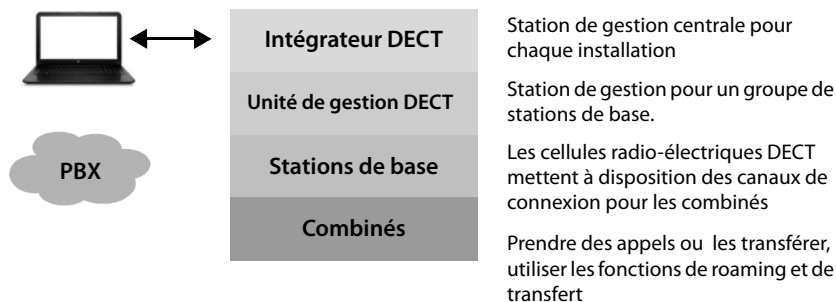 Intégrateur DECT
Station de gestion centrale pour
chaque installation
Unité de gestion DECT
Station de gestion pour un groupe de
stations de base.
PBX
Stations de base
Les cellules radio-électriques DECT
mettent à disposition des canaux de
connexion pour les combinés
Combinés
Prendre des appels ou les transférer,
utiliser les fonctions de roaming et de
transfert